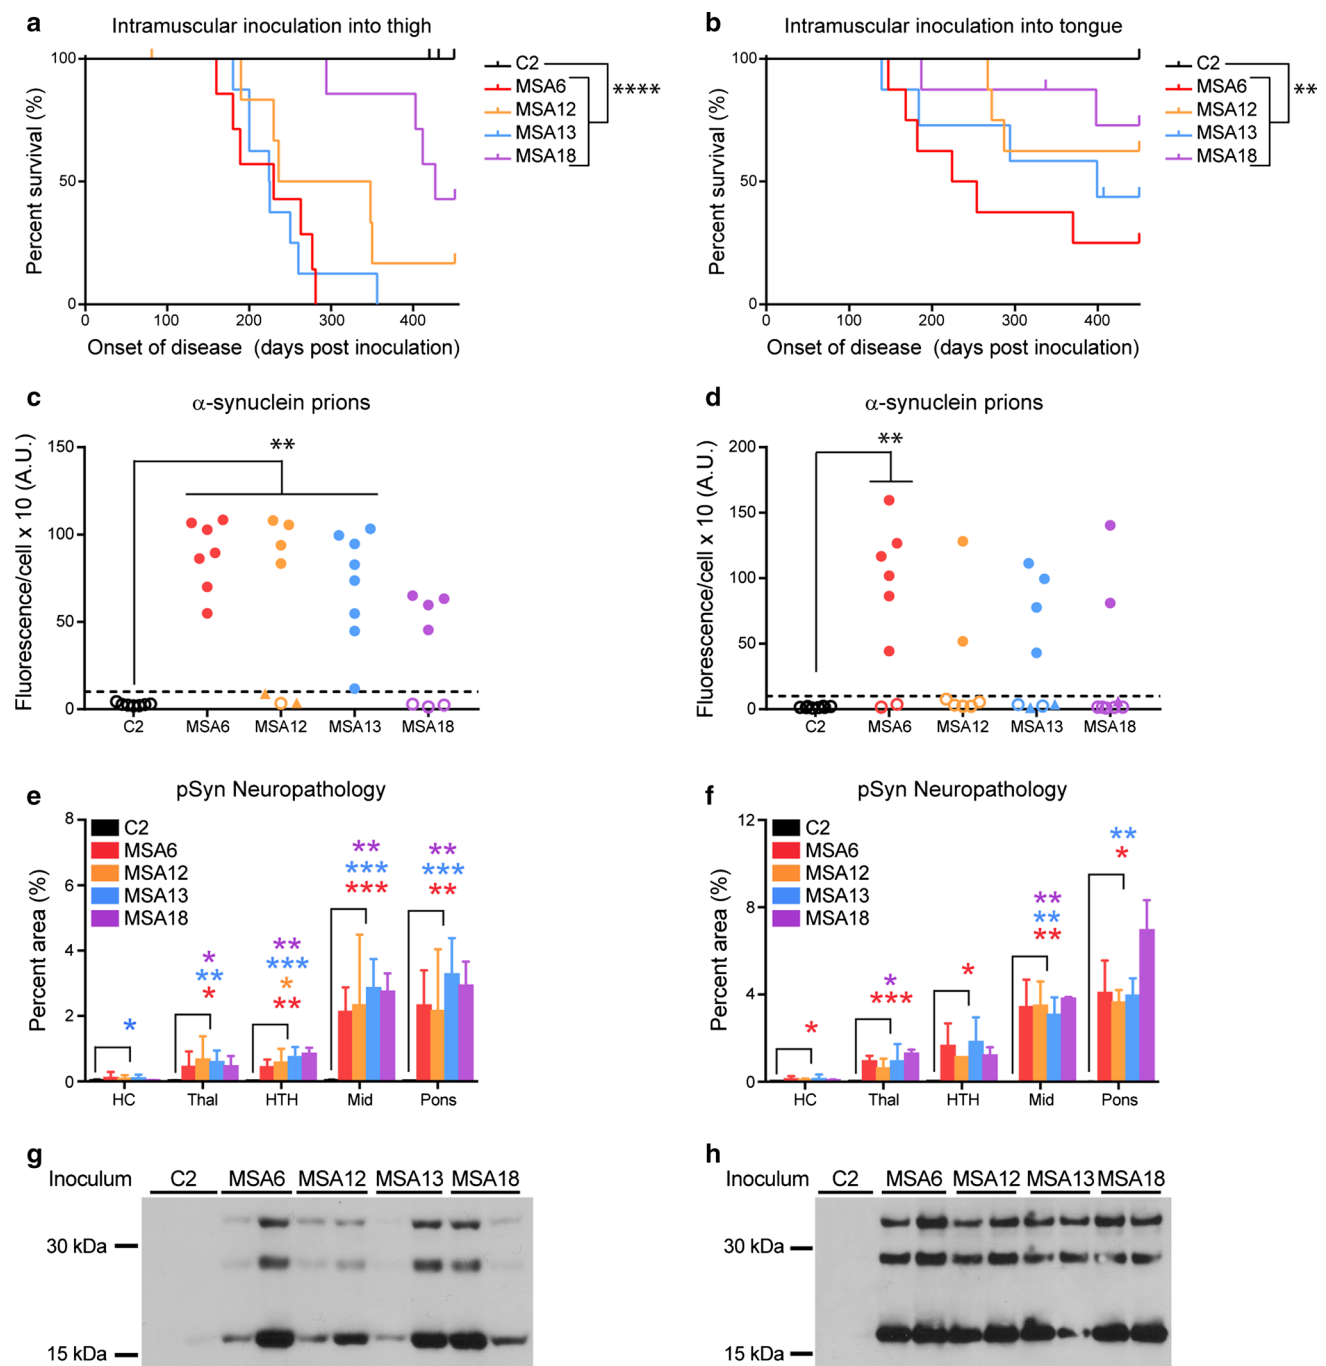 a
Intramuscular inoculation into thigh
Percent survival (%)
100
50
0
0 100 200 300 400
Onset of disease (days post inoculation)
C2
MSA6
MSA12
MSA13
MSA18
****
b
Intramuscular inoculation into tongue
Percent survival (%)
100
50
0
0 100 200 300 400
Onset of disease (days post inoculation)
C2
MSA6
MSA12
MSA13
MSA18
**
c
α-synuclein prions
Fluorescence/cell x 10 (A.U.)
150
100
50
0
**
C2 MSA6 MSA12 MSA13 MSA18
d
α-synuclein prions
Fluorescence/cell x 10 (A.U.)
200
150
100
50
0
**
C2 MSA6 MSA12 MSA13 MSA18
e
pSyn Neuropathology
Percent area (%)
8
6
4
2
0
C2
MSA6
MSA12
MSA13
MSA18
*
*
**
*
**
***
*
**
**
***
***
**
***
**
HC Thal HTH Mid Pons
f
pSyn Neuropathology
Percent area (%)
12
8
4
0
C2
MSA6
MSA12
MSA13
MSA18
*
*
***
*
**
**
**
**
*
HC Thal HTH Mid Pons
g
Inoculum C2 MSA6 MSA12 MSA13 MSA18
30 kDa
15 kDa
h
Inoculum C2 MSA6 MSA12 MSA13 MSA18
30 kDa
15 kDa